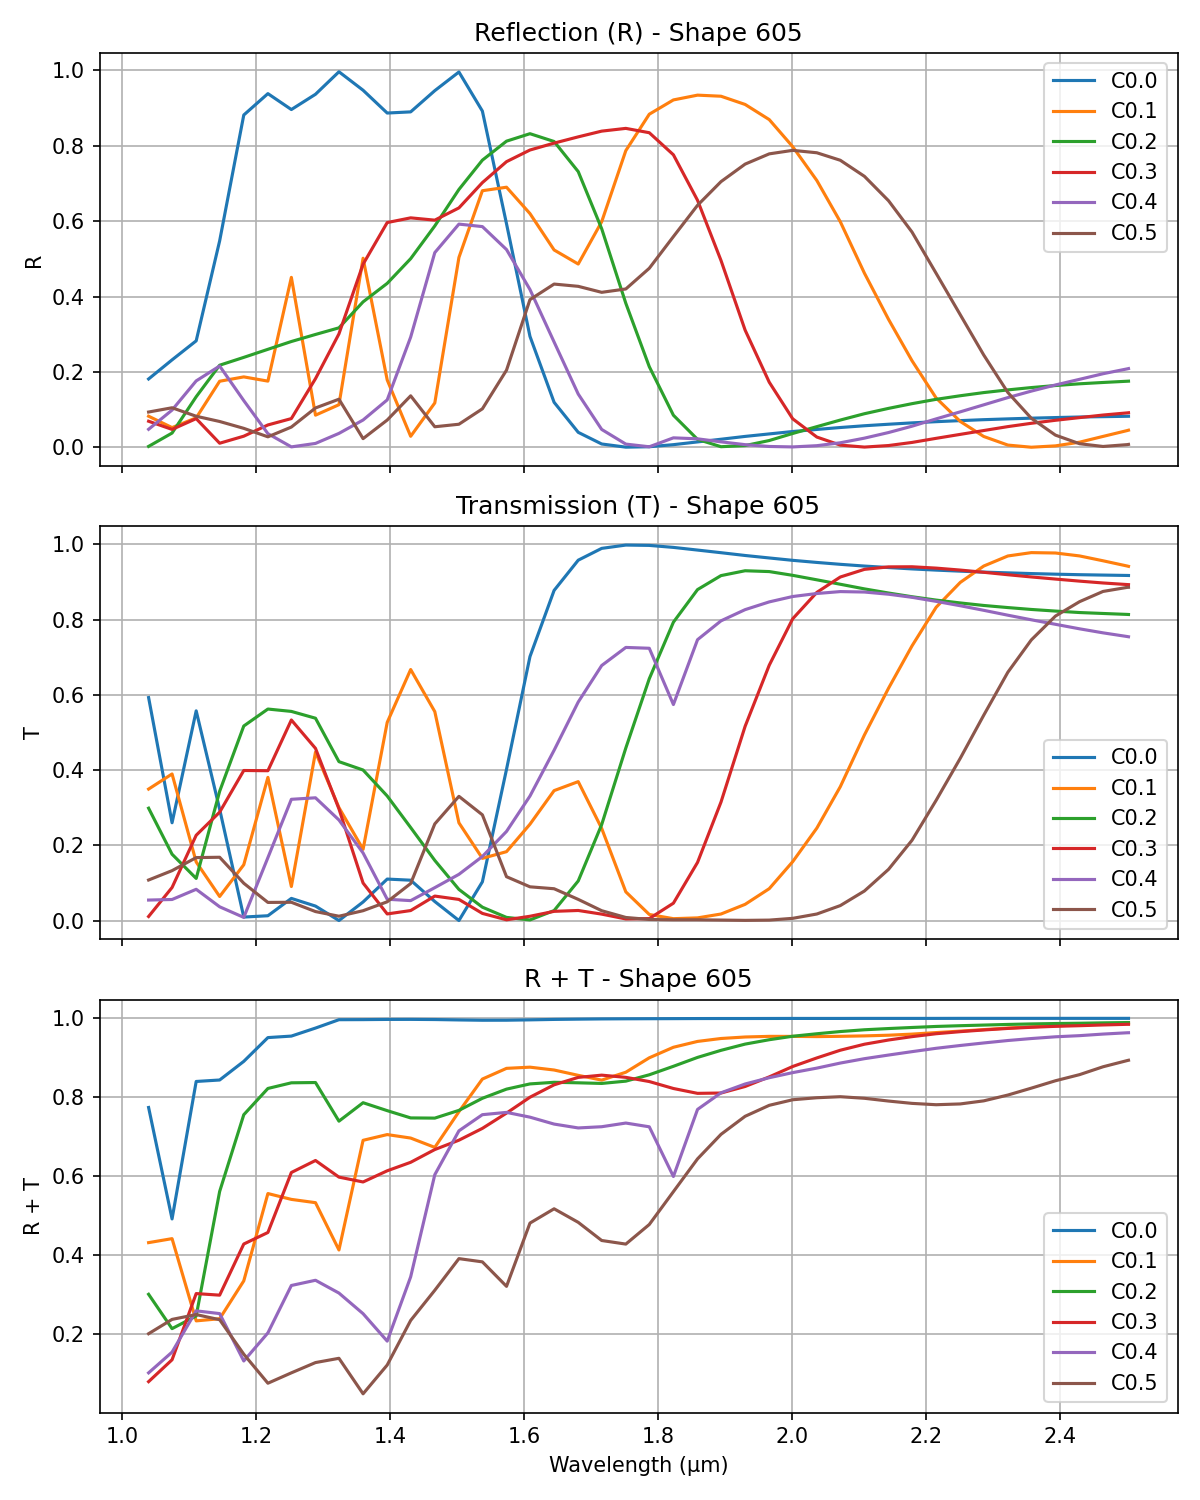 Reflection (R) - Shape 605
1.0
0.8
0.6
0.4
0.2
0.0
R
C0.0
C0.1
C0.2
C0.3
C0.4
C0.5
Transmission (T) - Shape 605
1.0
0.8
0.6
0.4
0.2
0.0
T
C0.0
C0.1
C0.2
C0.3
C0.4
C0.5
R + T - Shape 605
1.0
0.8
0.6
0.4
0.2
R + T
C0.0
C0.1
C0.2
C0.3
C0.4
C0.5
1.0 1.2 1.4 1.6 1.8 2.0 2.2 2.4
Wavelength (μm)